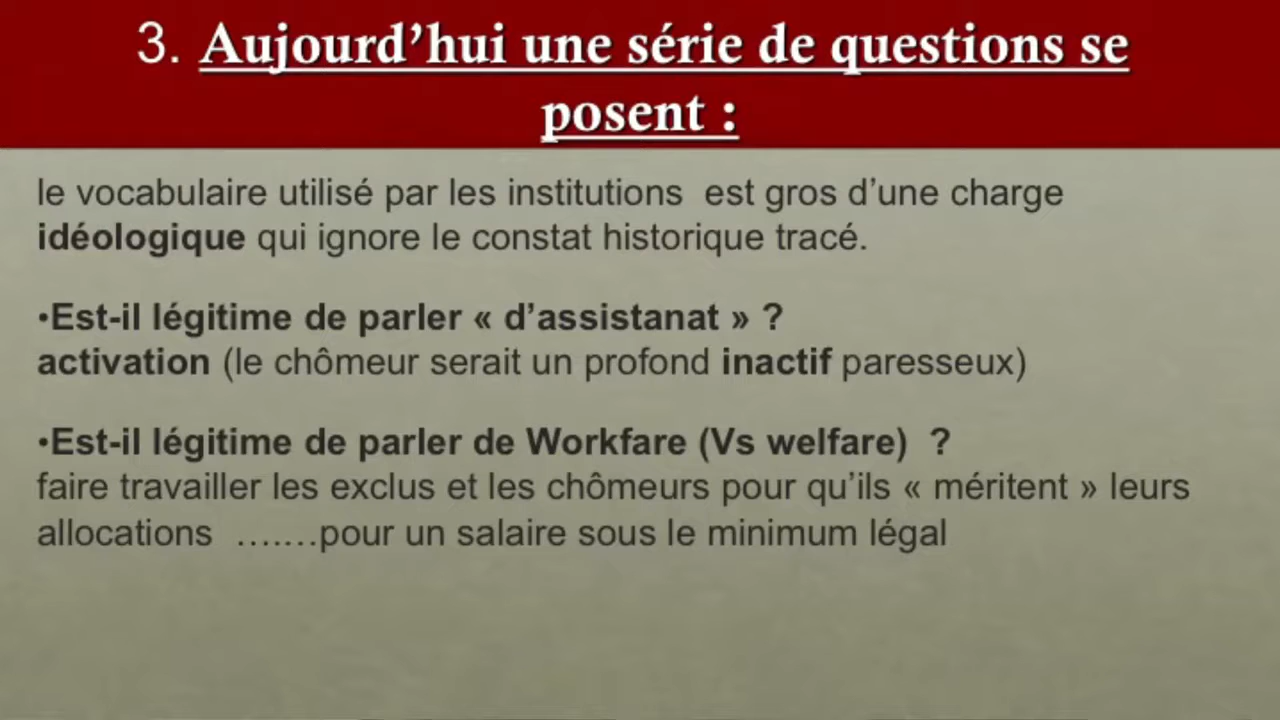 3. Aujourd’hui une série de questions se
posent :
le vocabulaire utilisé par les institutions  est gros d’une charge
idéologique qui ignore le constat historique tracé.
•Est-il légitime de parler « d’assistanat » ?
activation (le chômeur serait un profond inactif paresseux)
•Est-il légitime de parler de Workfare (Vs welfare)  ?
faire travailler les exclus et les chômeurs pour qu’ils « méritent » leurs
allocations  …….pour un salaire sous le minimum légal